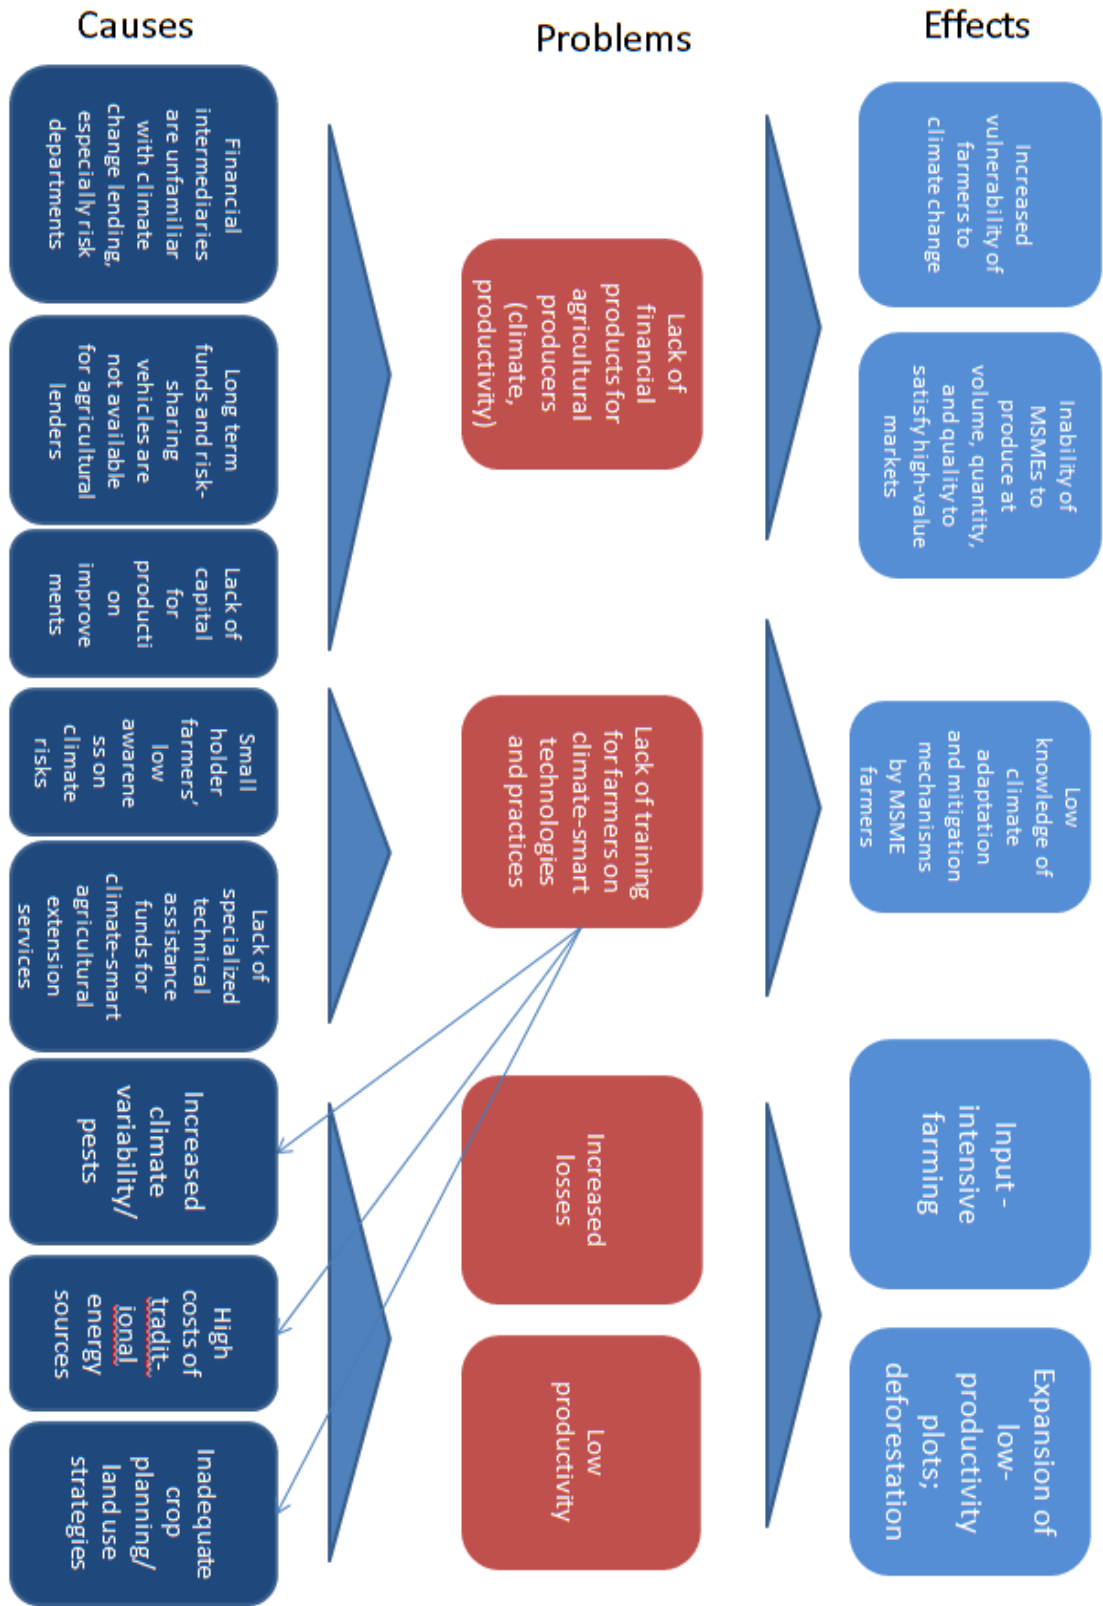 Causes
Financial
intermediaries
are unfamiliar
with climate
change lending,
especially risk
departments
Long term
funds and risk-
sharing
vehicles are
not available
for agricultural
lenders
Lack of
capital
for
producti
on
improve
ments
Small
holder
farmers’
low
awarene
ss on
climate
risks
Lack of
specialized
technical
assistance
funds for
climate-smart
agricultural
extension
services
Increased
climate
variability/
pests
High
costs of
tradit-
ional
energy
sources
Inadequate
crop
planning/
land use
strategies
Problems
Lack of
financial
products for
agricultural
producers
(climate,
productivity)
Lack of training
for farmers on
climate-smart
technologies
and practices
Increased
losses
Low
productivity
Effects
Increased
vulnerability of
farmers to
climate change
Inability of
MSMEs to
produce at
volume, quantity,
and quality to
satisfy high-value
markets
Low
knowledge of
climate
adaptation
and mitigation
mechanisms
by MSME
farmers
Input -
intensive
farming
Expansion of
low-
productivity
plots;
deforestation